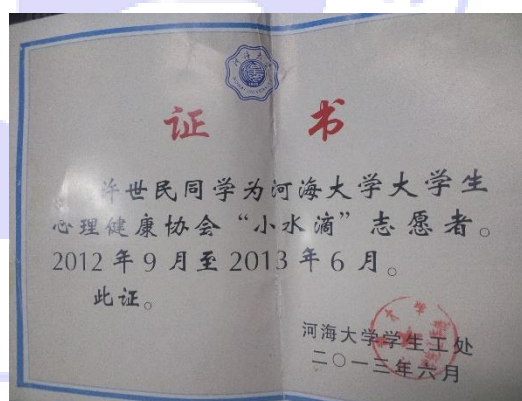 证 书
许世民同学为河海大学大学生
心理健康协会“小水滴”志愿者。
2012年9月至2013年6月。
此证。
河海大学学生工处
二〇一三年六月